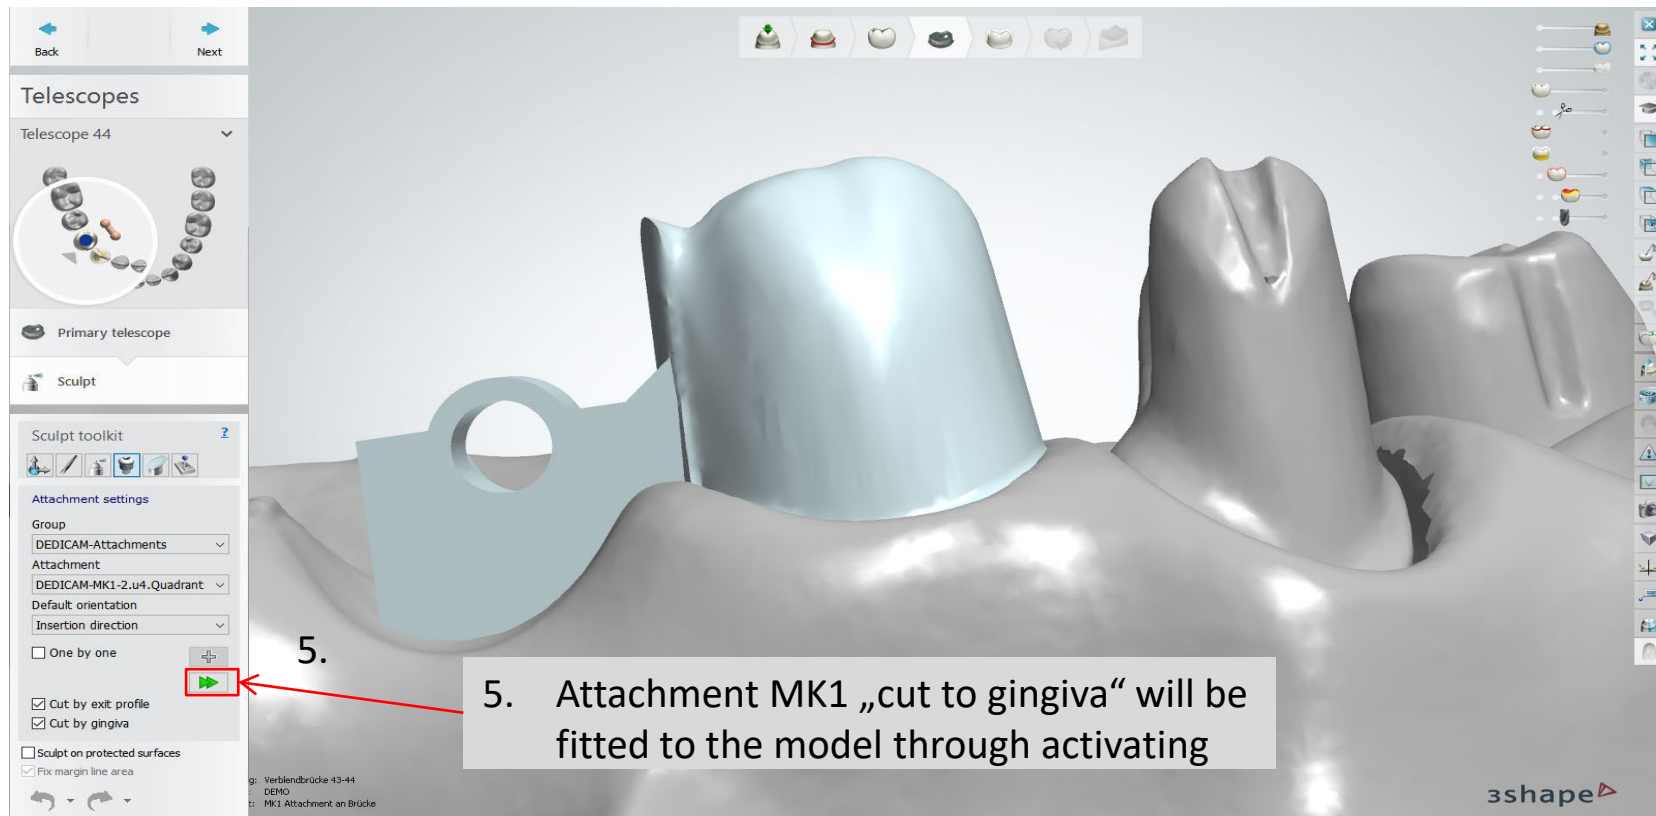 Back Next
Telescopes
Telescope 44
Primary telescope
Sculpt
Sculpt toolkit ?
Attachment settings
Group
DEDICAM-Attachments
Attachment
DEDICAM-MK1-2.u4.Quadrant
Default orientation
Insertion direction
One by one
Cut by exit profile
Cut by gingiva
Sculpt on protected surfaces
Fix margin line area
5.
5. Attachment MK1 „cut to gingiva“ will be
fitted to the model through activating
g: Verblendbrücke 43-44
: DEMO
t: MK1 Attachment an Brücke
3shape